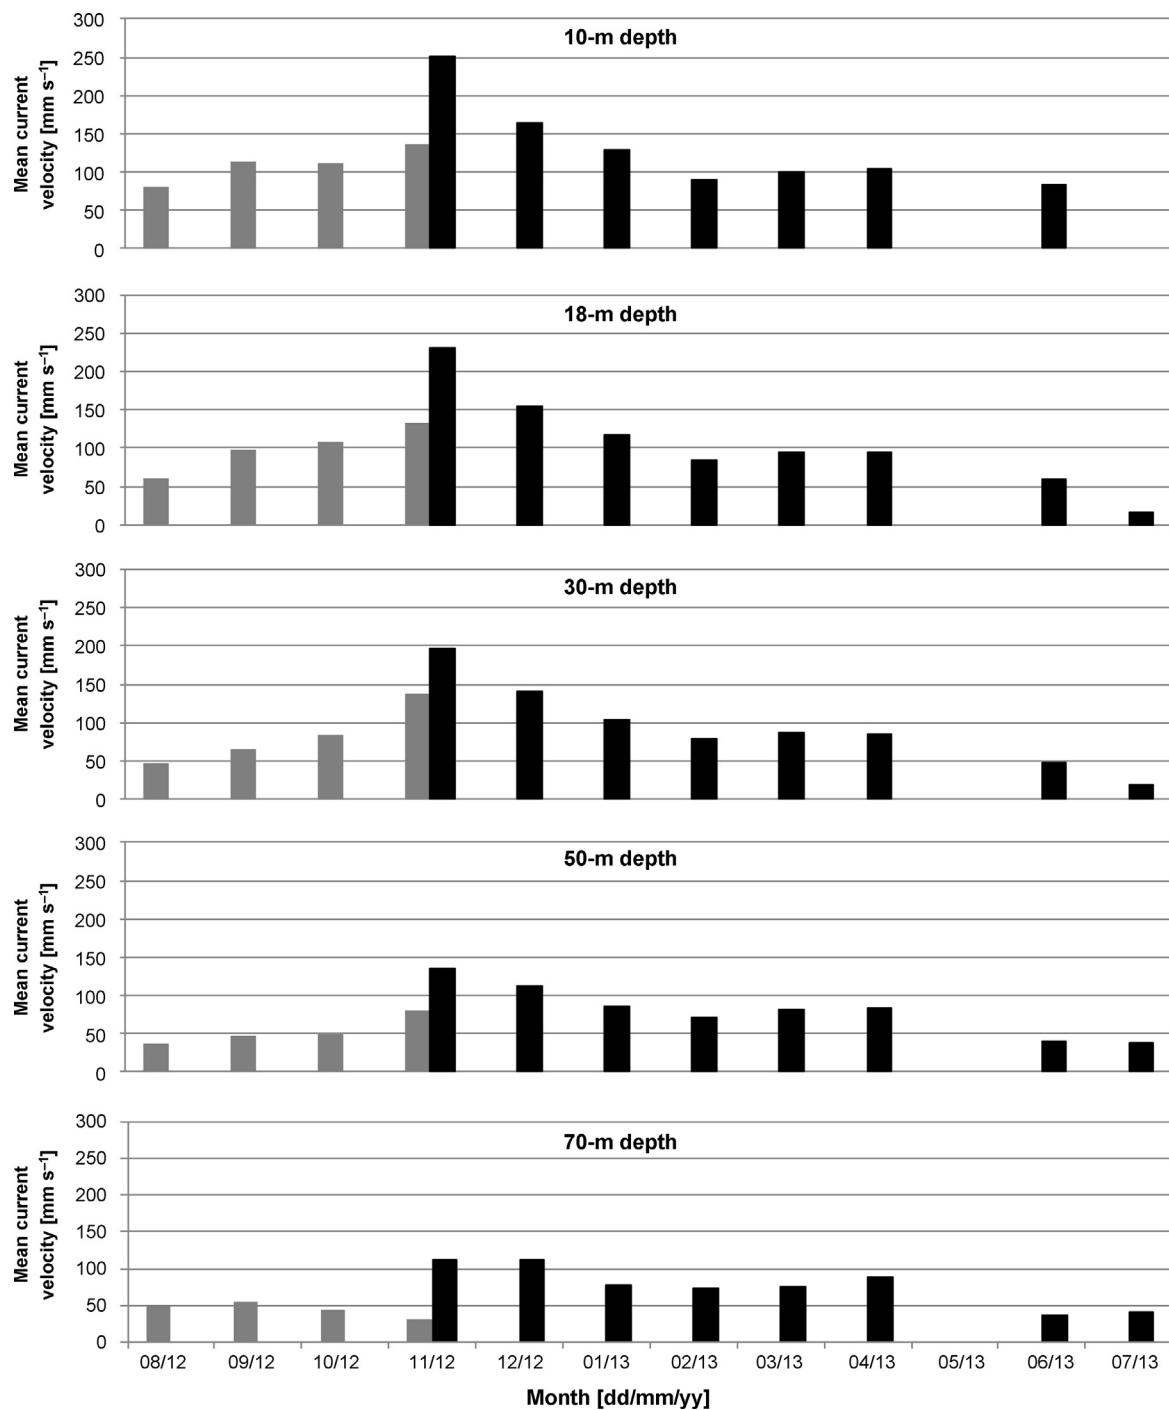 10-m depth
Mean current
velocity [mm s⁻¹]
300
250
200
150
100
50
0
18-m depth
Mean current
velocity [mm s⁻¹]
300
250
200
150
100
50
0
30-m depth
Mean current
velocity [mm s⁻¹]
300
250
200
150
100
50
0
50-m depth
Mean current
velocity [mm s⁻¹]
300
250
200
150
100
50
0
70-m depth
Mean current
velocity [mm s⁻¹]
300
250
200
150
100
50
0
08/12 09/12 10/12 11/12 12/12 01/13 02/13 03/13 04/13 05/13 06/13 07/13
Month [dd/mm/yy]